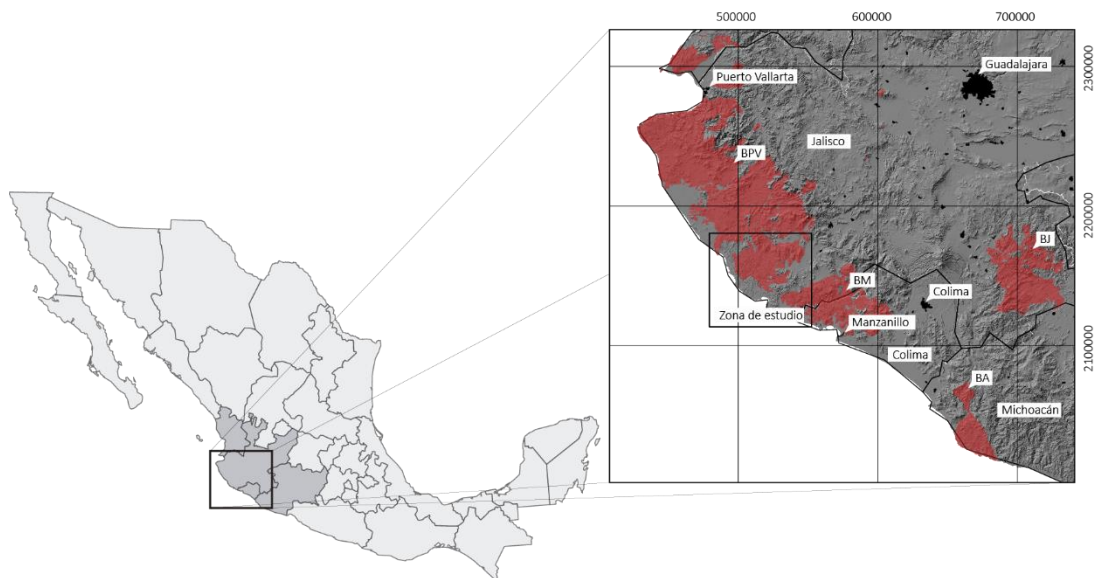 500000
600000
700000
Guadalajara
2300000
Puerto Vallarta
Jalisco
BPV
2200000
BJ
BM
Colima
Zona de estudio
Manzanillo
2100000
Colima
BA
Michoacán